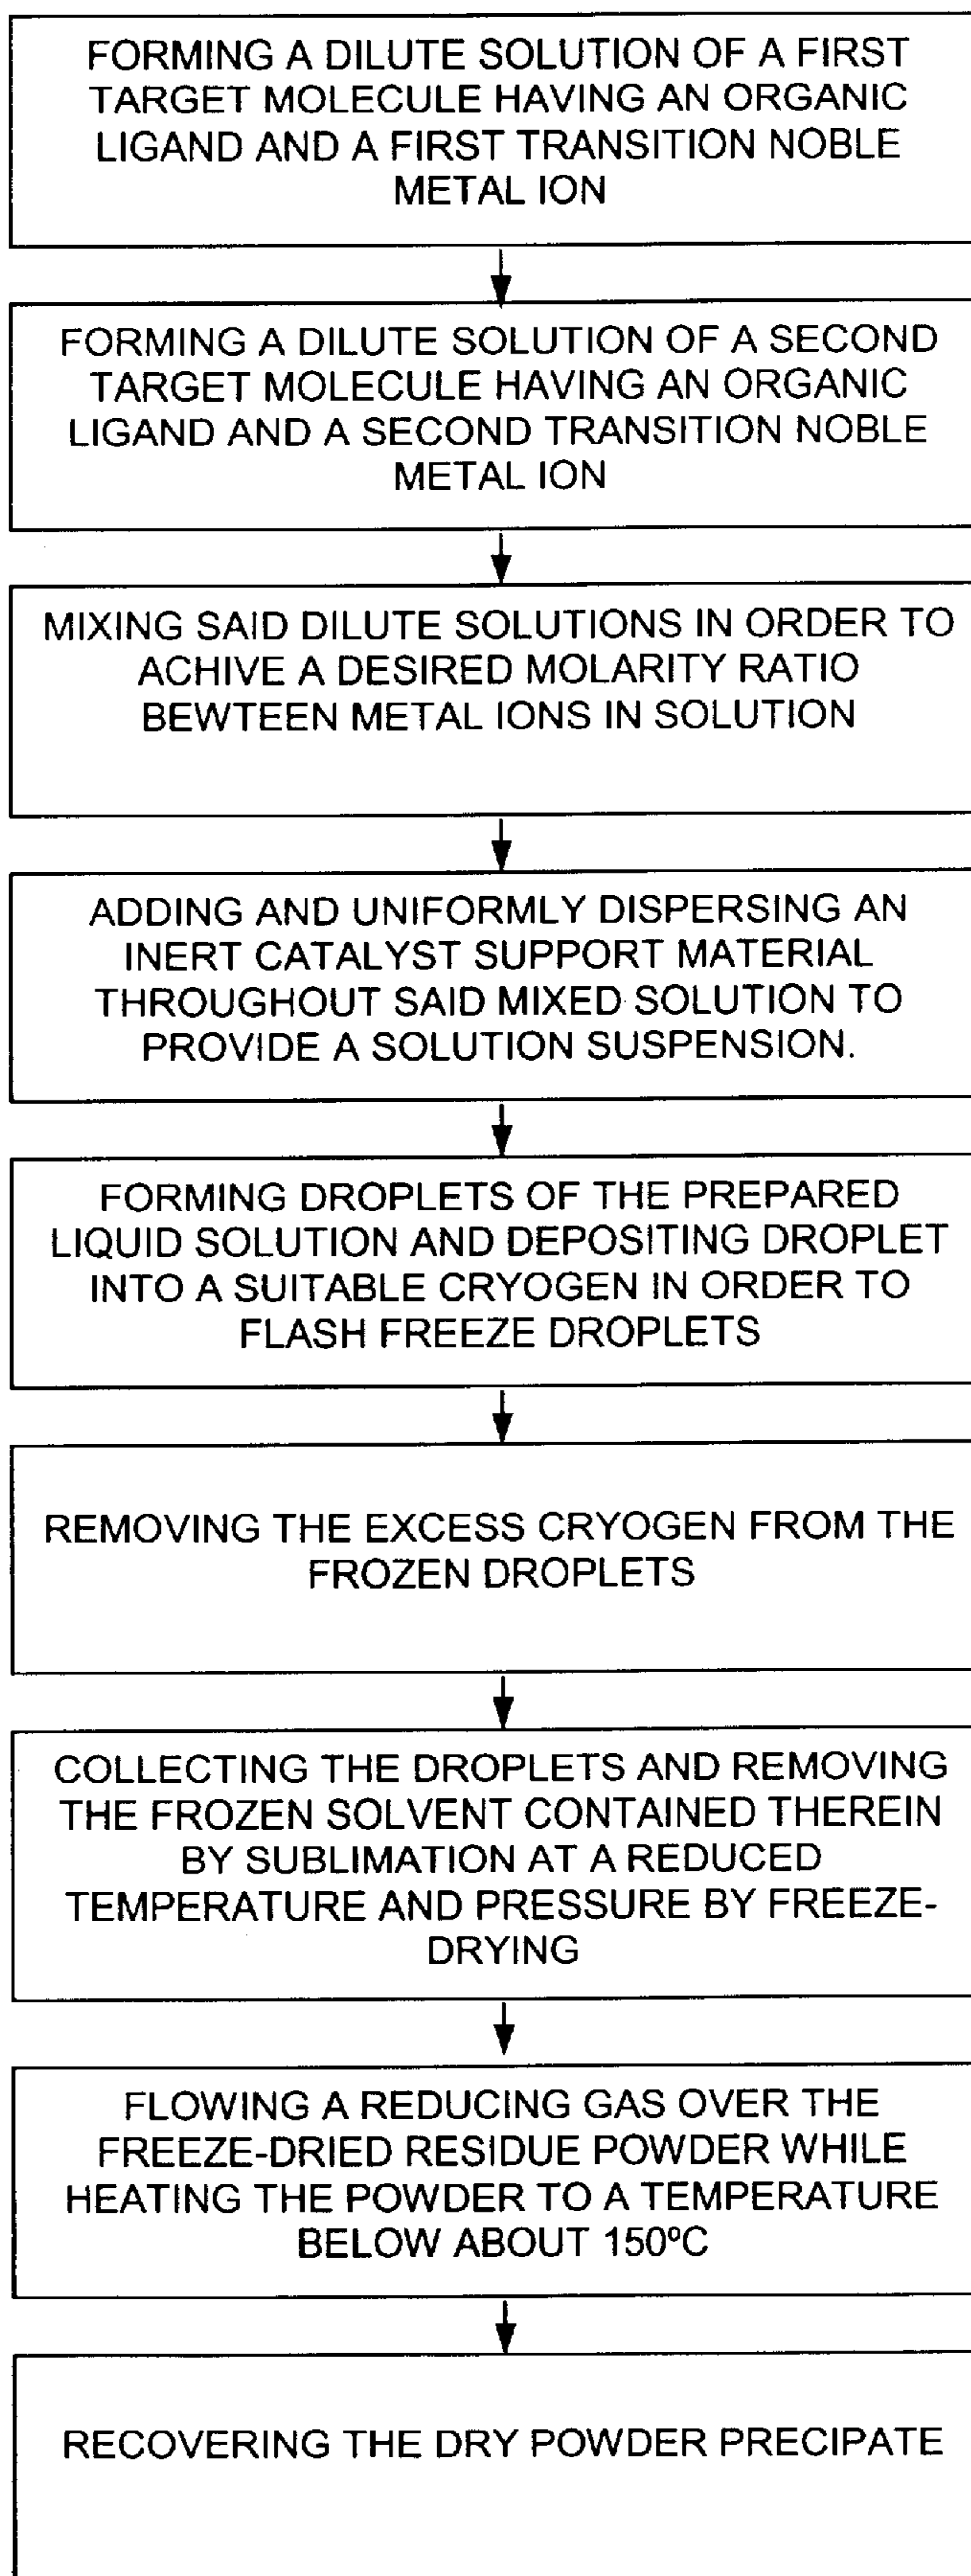 FORMING A DILUTE SOLUTION OF A FIRST
TARGET MOLECULE HAVING AN ORGANIC
LIGAND AND A FIRST TRANSITION NOBLE
METAL ION
FORMING A DILUTE SOLUTION OF A SECOND
TARGET MOLECULE HAVING AN ORGANIC
LIGAND AND A SECOND TRANSITION NOBLE
METAL ION
MIXING SAID DILUTE SOLUTIONS IN ORDER TO
ACHIVE A DESIRED MOLARITY RATIO
BEWTEEN METAL IONS IN SOLUTION
ADDING AND UNIFORMLY DISPERSING AN
INERT CATALYST SUPPORT MATERIAL
THROUGHOUT SAID MIXED SOLUTION TO
PROVIDE A SOLUTION SUSPENSION.
FORMING DROPLETS OF THE PREPARED
LIQUID SOLUTION AND DEPOSITING DROPLET
INTO A SUITABLE CRYOGEN IN ORDER TO
FLASH FREEZE DROPLETS
REMOVING THE EXCESS CRYOGEN FROM THE
FROZEN DROPLETS
COLLECTING THE DROPLETS AND REMOVING
THE FROZEN SOLVENT CONTAINED THEREIN
BY SUBLIMATION AT A REDUCED
TEMPERATURE AND PRESSURE BY FREEZE-
DRYING
FLOWING A REDUCING GAS OVER THE
FREEZE-DRIED RESIDUE POWDER WHILE
HEATING THE POWDER TO A TEMPERATURE
BELOW ABOUT 150ºC
RECOVERING THE DRY POWDER PRECIPATE